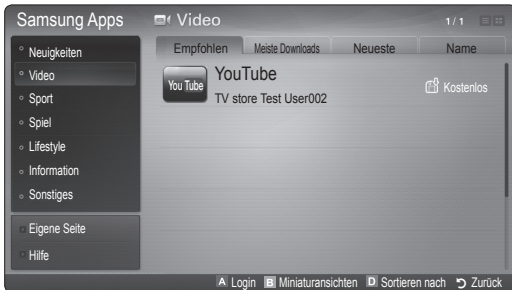 Samsung Apps
Video
1 / 1
Neuigkeiten
Video
Sport
Spiel
Lifestyle
Information
Sonstiges
Eigene Seite
Hilfe
Empfohlen Meiste Downloads Neueste Name
You Tube
YouTube
TV store Test User002
Kostenlos
A Login B Miniaturansichten D Sortieren nach Zurück